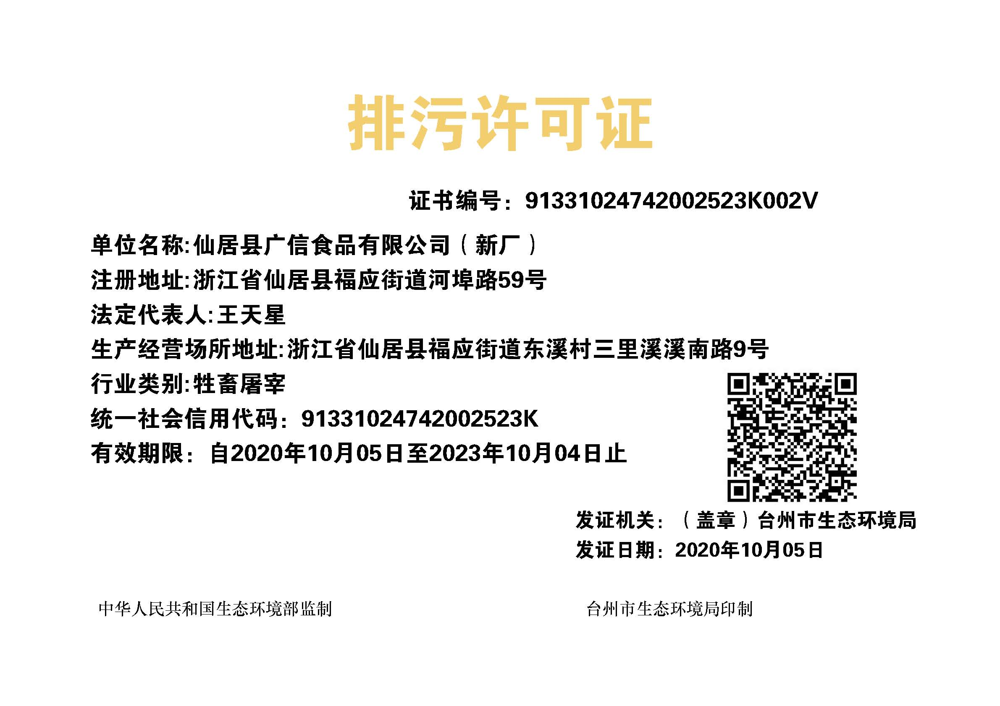 排污许可证
证书编号：91331024742002523K002V
单位名称:仙居县广信食品有限公司（新厂）
注册地址:浙江省仙居县福应街道河埠路59号
法定代表人:王天星
生产经营场所地址:浙江省仙居县福应街道东溪村三里溪溪南路9号
行业类别:牲畜屠宰
统一社会信用代码：91331024742002523K
有效期限：自2020年10月05日至2023年10月04日止
发证机关：（盖章）台州市生态环境局
发证日期：2020年10月05日
中华人民共和国生态环境部监制
台州市生态环境局印制